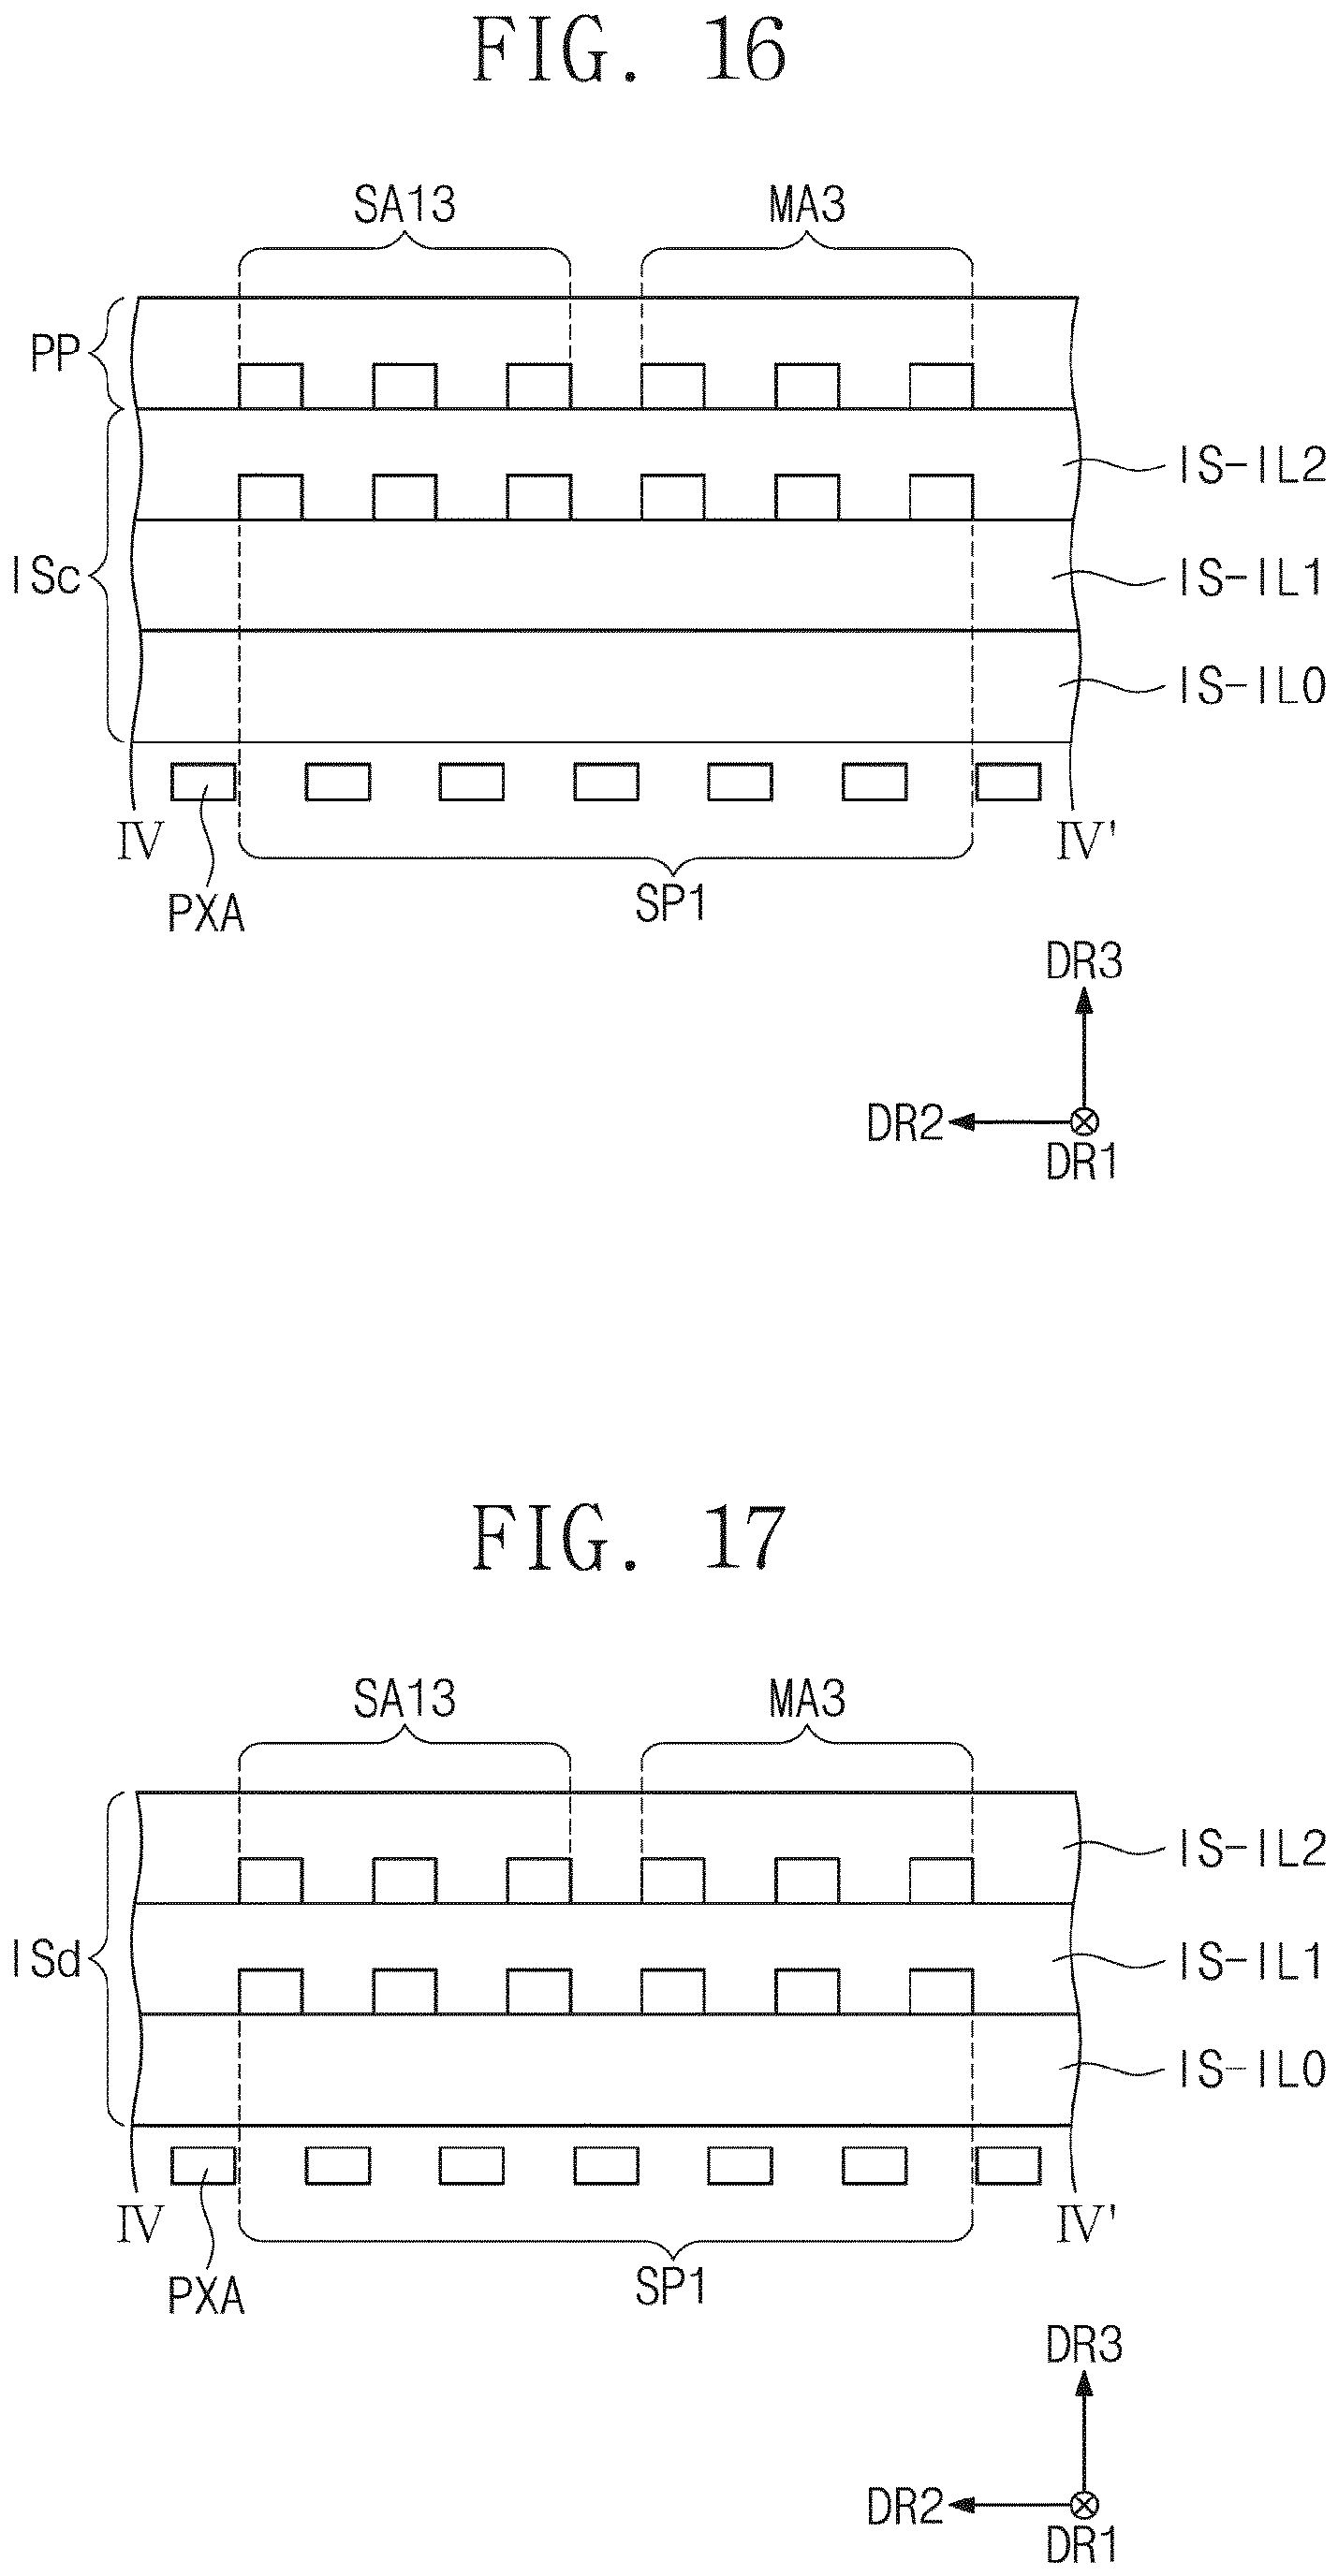 FIG. 16
SA13 MA3
PP
IS-IL2
ISc IS-IL1
IS-IL0
IV IV'
PXA SP1
DR3
DR2
DR1
FIG. 17
SA13 MA3
IS-IL2
ISd IS-IL1
IS-IL0
IV IV'
PXA SP1
DR3
DR2
DR1